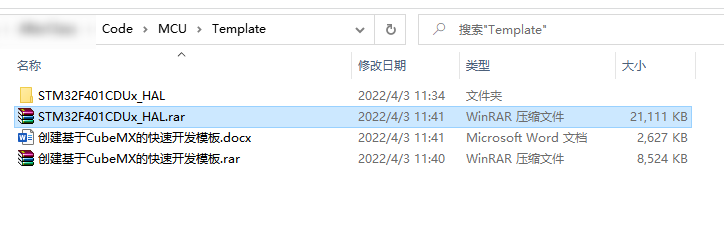 Code > MCU > Template
搜索"Template"
名称 修改日期 类型 大小
STM32F401CDUx_HAL 2022/4/3 11:34 文件夹
STM32F401CDUx_HAL.rar 2022/4/3 11:41 WinRAR 压缩文件 21,111 KB
创建基于CubeMX的快速开发模板.docx 2022/4/3 11:41 Microsoft Word 文档 2,627 KB
创建基于CubeMX的快速开发模板.rar 2022/4/3 11:40 WinRAR 压缩文件 8,524 KB